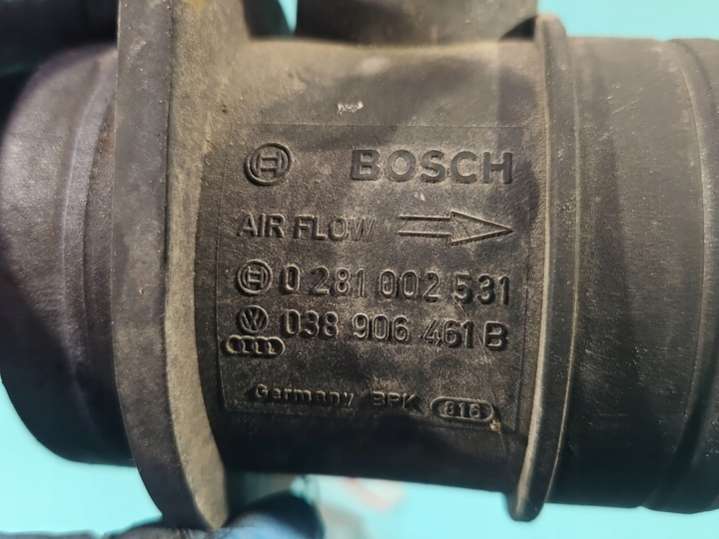 BOSCH
AIR FLOW
0 281 002 531
038 906 461 B
Germany BPK 816